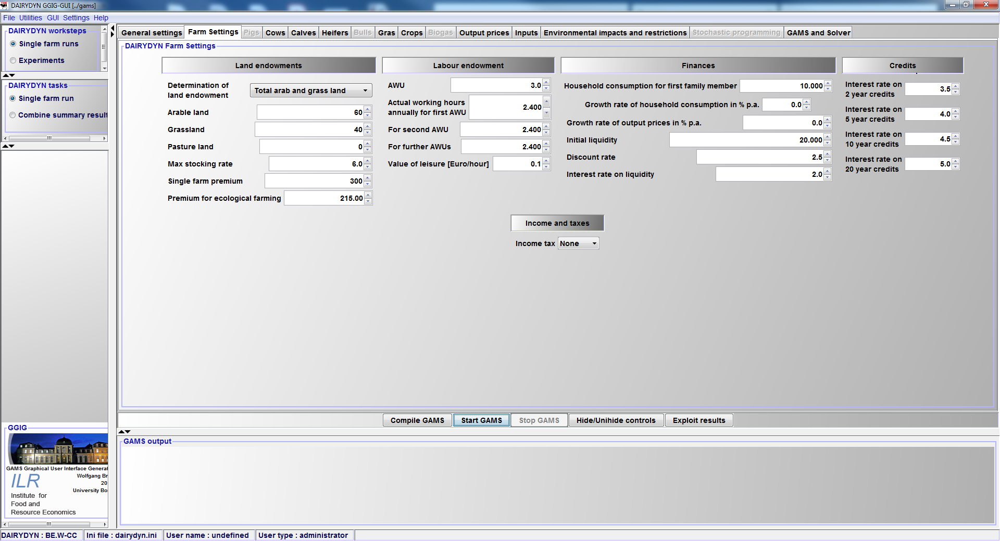 DAIRYDYN GGIG-GUI [../gams]
File Utilities GUI Settings Help
DAIRYDYN worksteps
Single farm runs
Experiments
DAIRYDYN tasks
Single farm run
Combine summary result
General settings Farm Settings Pigs Cows Calves Heifers Bulls Gras Crops Biogas Output prices Inputs Environmental impacts and restrictions Stochastic programming GAMS and Solver
DAIRYDYN Farm Settings
Land endowments
Determination of
land endowment
Total arab and grass land
Arable land 60
Grassland 40
Pasture land 0
Max stocking rate 6.0
Single farm premium 300
Premium for ecological farming 215.00
Labour endowment
AWU 3.0
Actual working hours
annually for first AWU
2.400
For second AWU 2.400
For further AWUs 2.400
Value of leisure [Euro/hour] 0.1
Finances
Household consumption for first family member 10.000
Growth rate of household consumption in % p.a. 0.0
Growth rate of output prices in % p.a. 0.0
Initial liquidity 20.000
Discount rate 2.5
Interest rate on liquidity 2.0
Credits
Interest rate on
2 year credits
3.5
Interest rate on
5 year credits
4.0
Interest rate on
10 year credits
4.5
Interest rate on
20 year credits
5.0
Income and taxes
Income tax None
Compile GAMS Start GAMS Stop GAMS Hide/Unihide controls Exploit results
GAMS output
GGIG
GAMS Graphical User Interface Generat
Wolfgang Br
20
University Bo
ILR
Institute for
Food and
Resource Economics
DAIRYDYN : BE.W-CC Ini file : dairydyn.ini User name : undefined User type : administrator